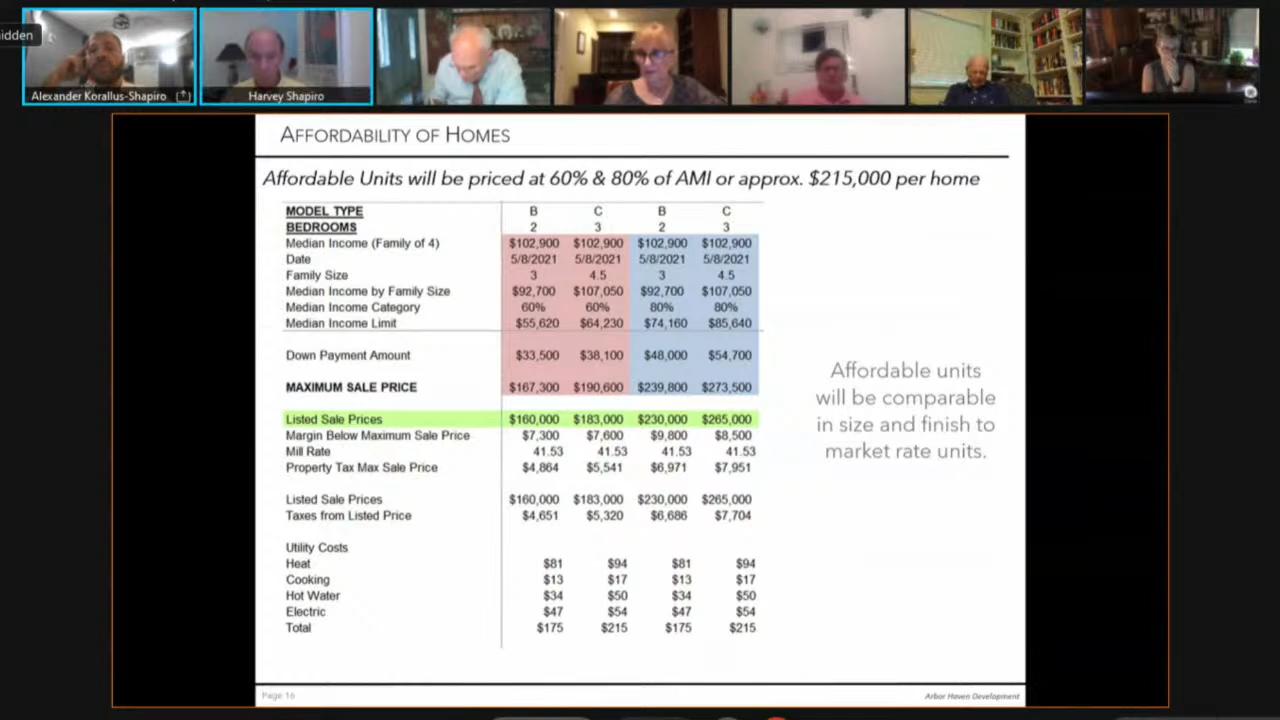 idden
Alexander Korallus-Shapiro
Harvey Shapiro
AFFORDABILITY OF HOMES
Affordable Units will be priced at 60% & 80% of AMI or approx. $215,000 per home
MODEL TYPE B C B C
BEDROOMS 2 3 2 3
Median Income (Family of 4) $102,900 $102,900 $102,900 $102,900
Date 5/8/2021 5/8/2021 5/8/2021 5/8/2021
Family Size 3 4.5 3 4.5
Median Income by Family Size $92,700 $107,050 $92,700 $107,050
Median Income Category 60% 60% 80% 80%
Median Income Limit $55,620 $64,230 $74,160 $85,640
Down Payment Amount $33,500 $38,100 $48,000 $54,700
MAXIMUM SALE PRICE $167,300 $190,600 $239,800 $273,500
Listed Sale Prices $160,000 $183,000 $230,000 $265,000
Margin Below Maximum Sale Price $7,300 $7,600 $9,800 $8,500
Mill Rate 41.53 41.53 41.53 41.53
Property Tax Max Sale Price $4,864 $5,541 $6,971 $7,951
Listed Sale Prices $160,000 $183,000 $230,000 $265,000
Taxes from Listed Price $4,651 $5,320 $6,686 $7,704
Utility Costs
Heat $81 $94 $81 $94
Cooking $13 $17 $13 $17
Hot Water $34 $50 $34 $50
Electric $47 $54 $47 $54
Total $175 $215 $175 $215
Affordable units
will be comparable
in size and finish to
market rate units.
Page 16
Arbor Haven Development